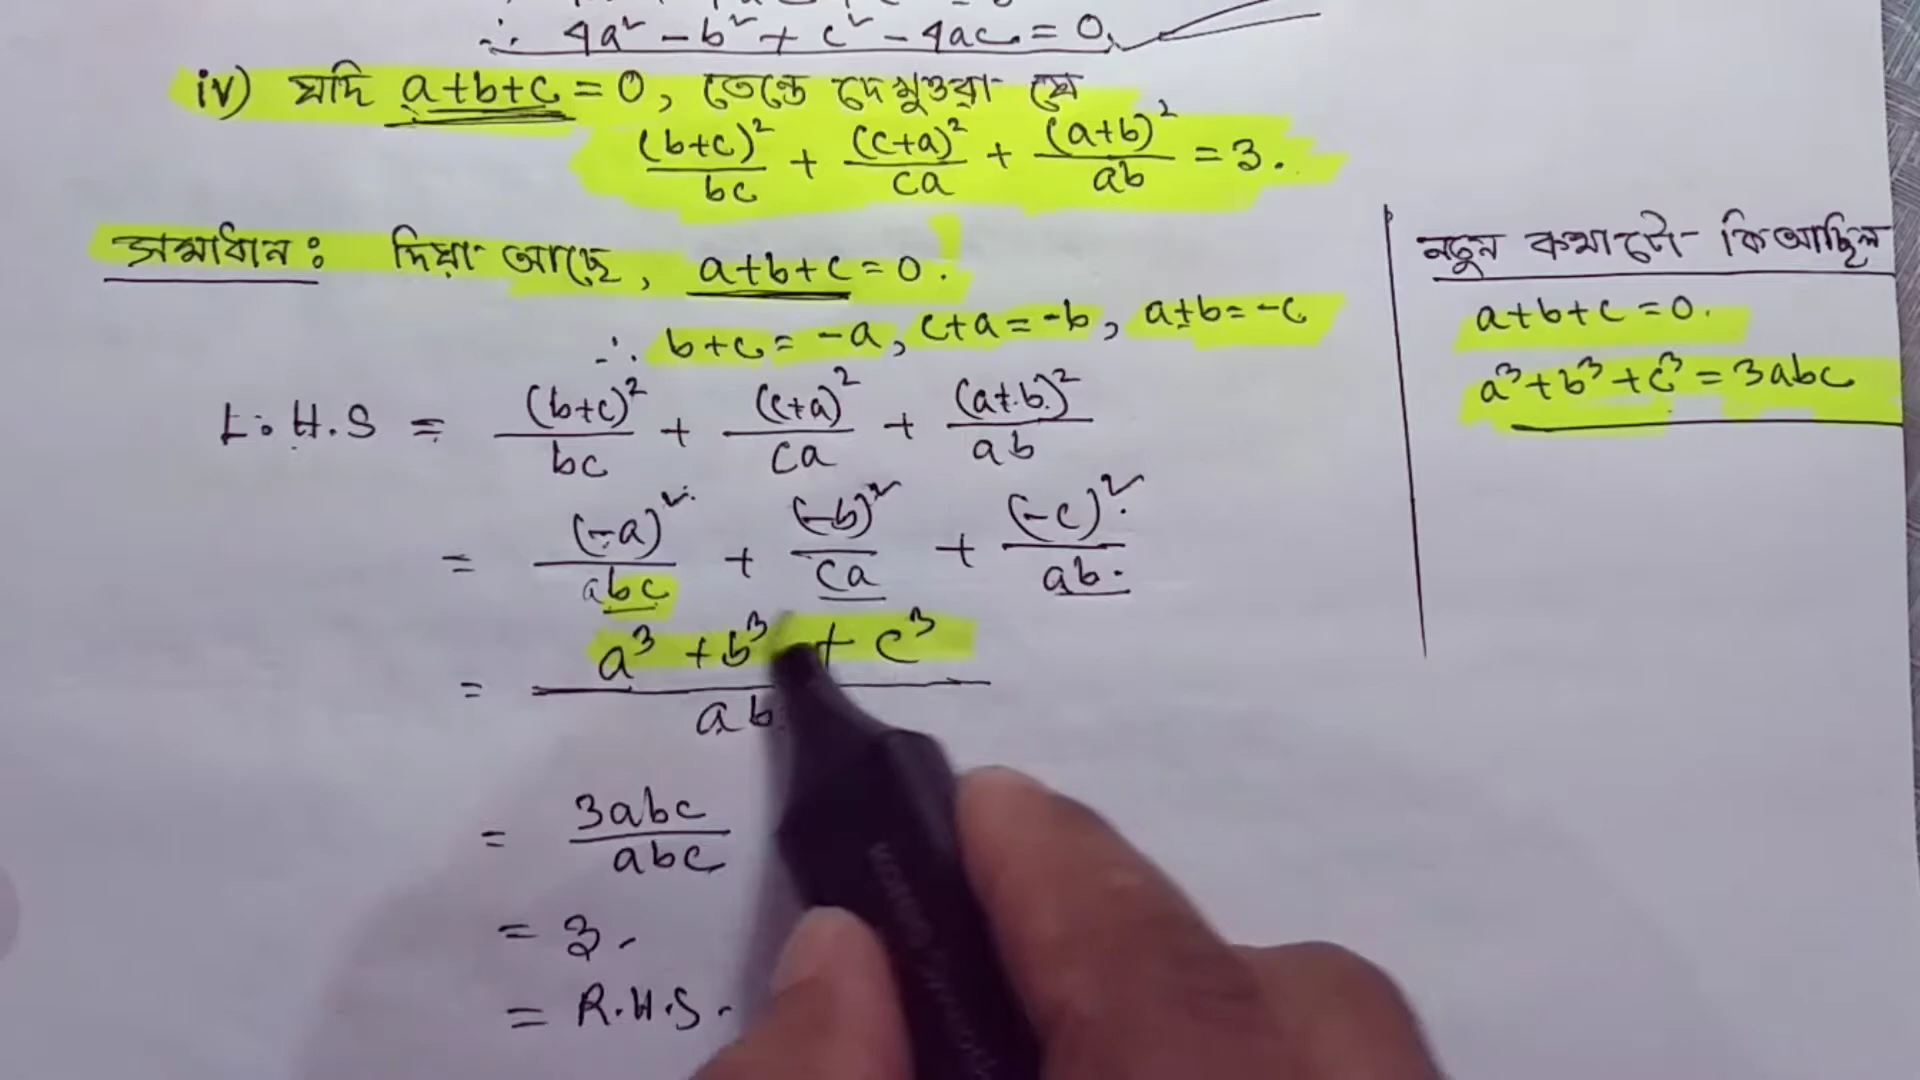 ∴ 4a² − b² + c² − 4ac = 0.
iv) যদি a+b+c = 0, তেন্তে দেখুওৱা যে
(b+c)²/bc + (c+a)²/ca + (a+b)²/ab = 3.
সমাধান: দিয়া আছে, a+b+c = 0.
∴ b+c = −a, c+a = −b, a+b = −c
L.H.S = (b+c)²/bc + (c+a)²/ca + (a+b)²/ab
= (−a)²/abc + (−b)²/ca + (−c)²/ab.
= a³ + b³ + c³/ab
= 3abc/abc
= 3.
= R.H.S.
নতুন কথাটো কি আছিল
a+b+c = 0.
a³+b³+c³ = 3abc